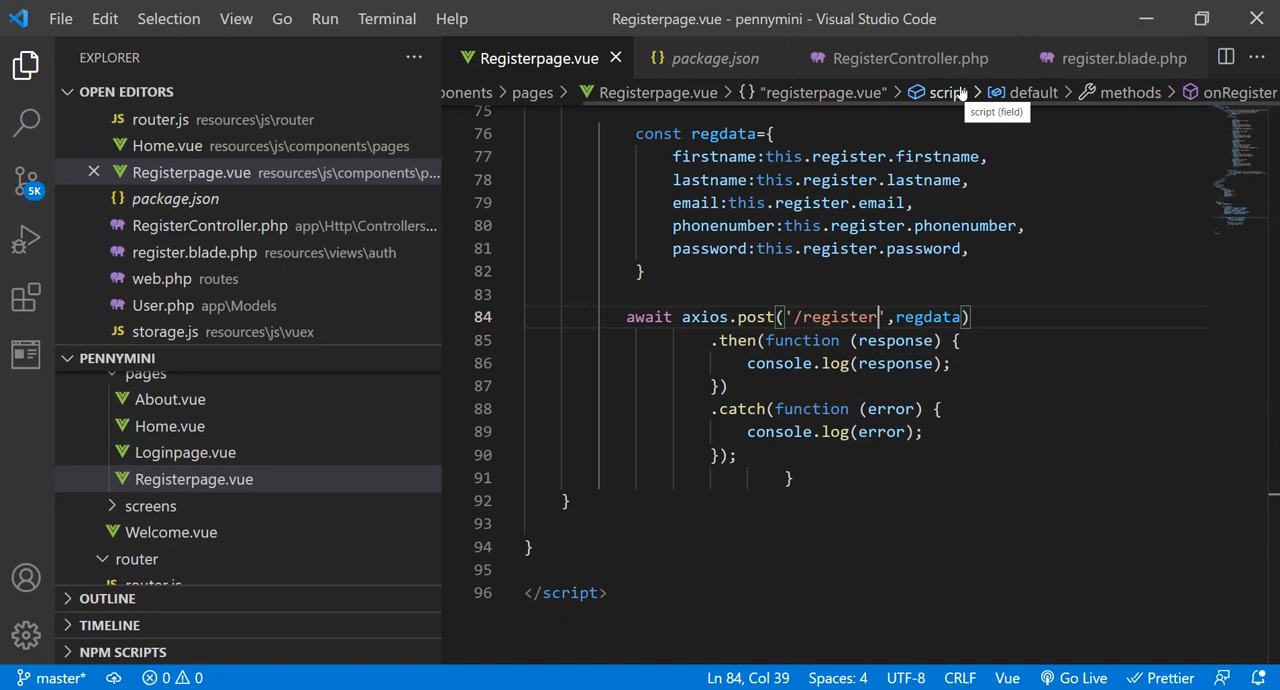 File Edit Selection View Go Run Terminal Help Registerpage.vue - pennymini - Visual Studio Code
EXPLORER
Registerpage.vue {} package.json RegisterController.php register.blade.php
OPEN EDITORS
onents > pages > Registerpage.vue > {} "registerpage.vue" > script > default > methods > onRegister
script (field)
JS router.js resources\js\router
Home.vue resources\js\components\pages
Registerpage.vue resources\js\components\p...
{} package.json
RegisterController.php app\Http\Controllers...
register.blade.php resources\views\auth
web.php routes
User.php app\Models
JS storage.js resources\js\vuex
PENNYMINI
pages
About.vue
Home.vue
Loginpage.vue
Registerpage.vue
screens
Welcome.vue
router
JS router.js
OUTLINE
TIMELINE
NPM SCRIPTS
5K
75
76 const regdata={
77 firstname:this.register.firstname,
78 lastname:this.register.lastname,
79 email:this.register.email,
80 phonenumber:this.register.phonenumber,
81 password:this.register.password,
82 }
83
84 await axios.post('/register',regdata)
85 .then(function (response) {
86 console.log(response);
87 })
88 .catch(function (error) {
89 console.log(error);
90 });
91 }
92 }
93
94 }
95
96 </script>
master* 0 0 Ln 84, Col 39 Spaces: 4 UTF-8 CRLF Vue Go Live Prettier